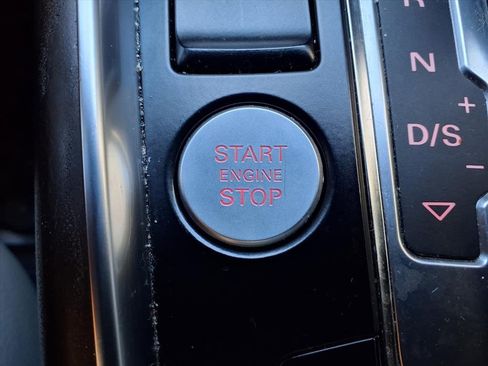 START
ENGINE
STOP
R
N
+
D/S
-